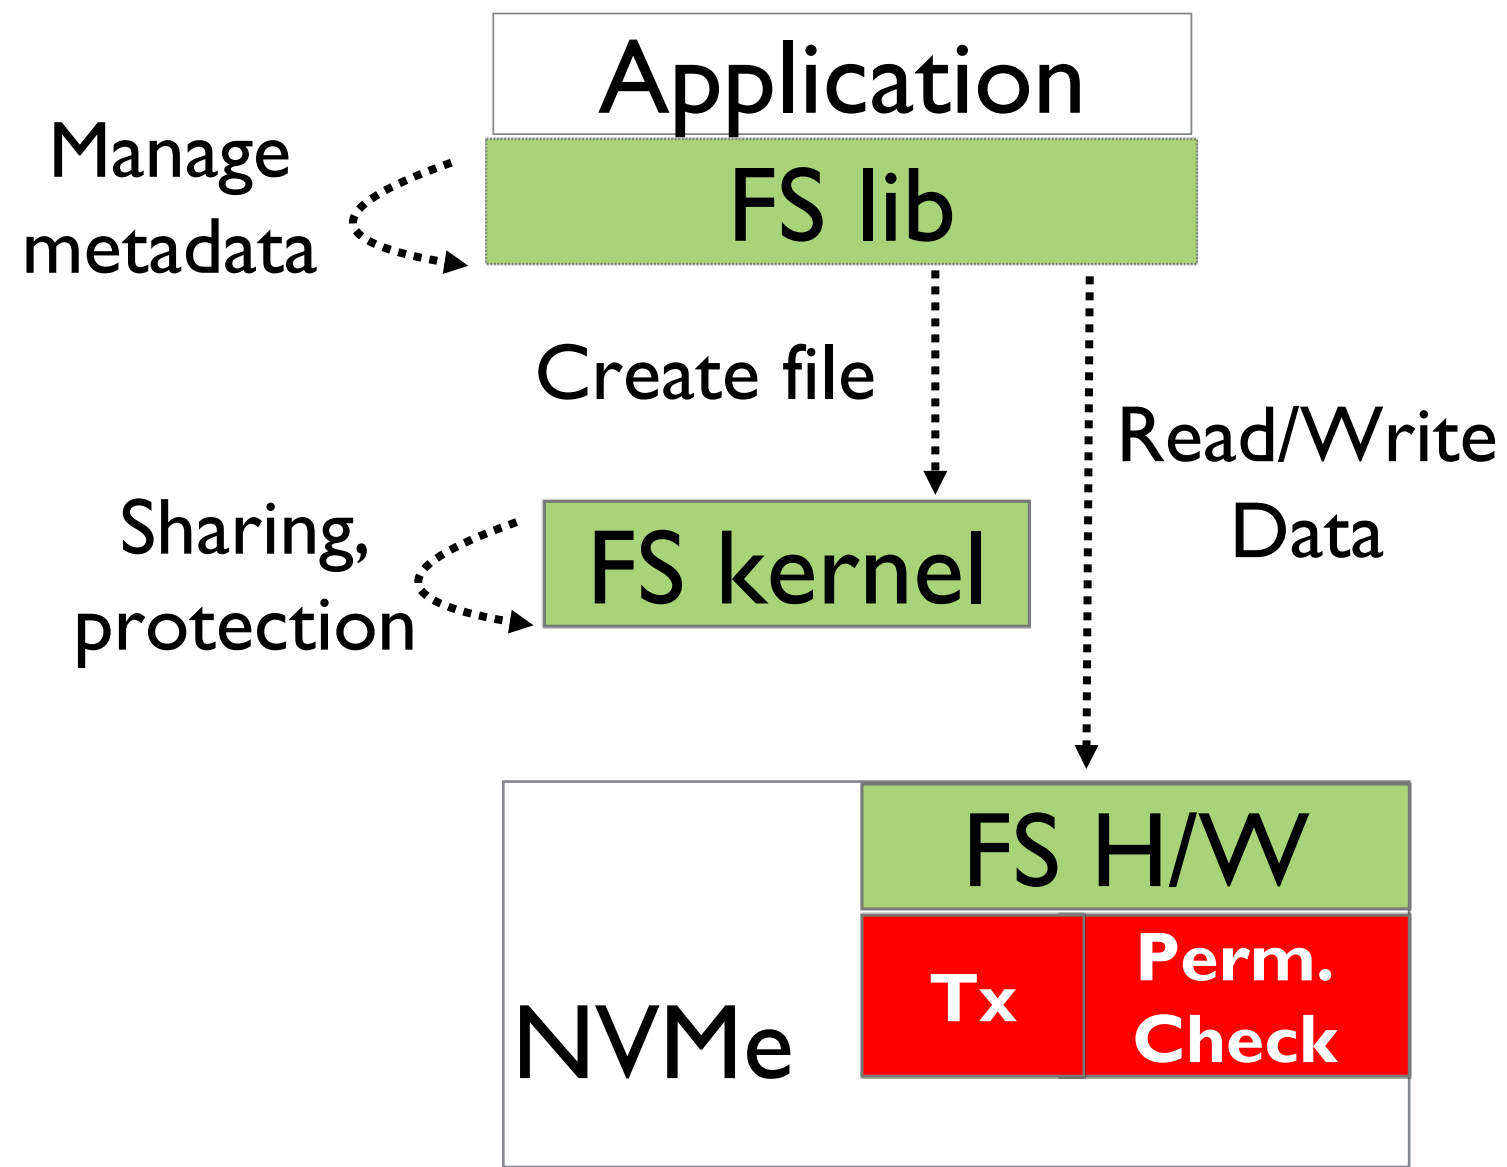 Application
Manage
metadata
FS lib
Create file
Read/Write
Data
Sharing,
protection
FS kernel
FS H/W
Tx
Perm.
Check
NVMe